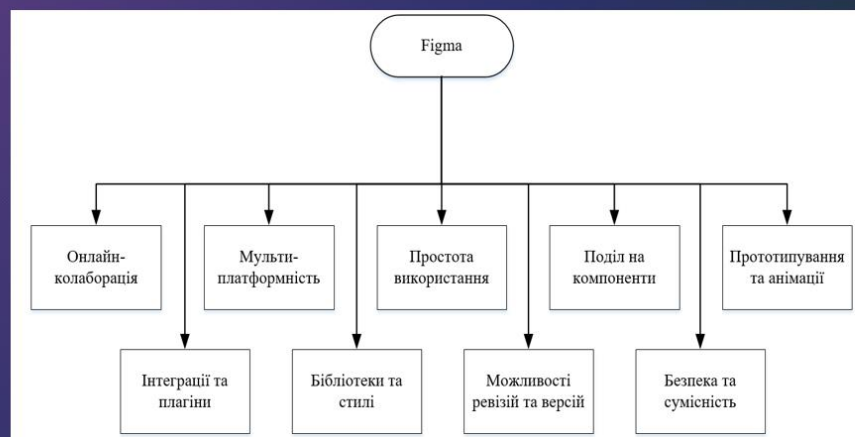 Figma
Онлайн-
колаборація
Мульти-
платформність
Простота
використання
Поділ на
компоненти
Прототипування
та анімації
Інтеграції та
плагіни
Бібліотеки та
стилі
Можливості
ревізій та версій
Безпека та
сумісність